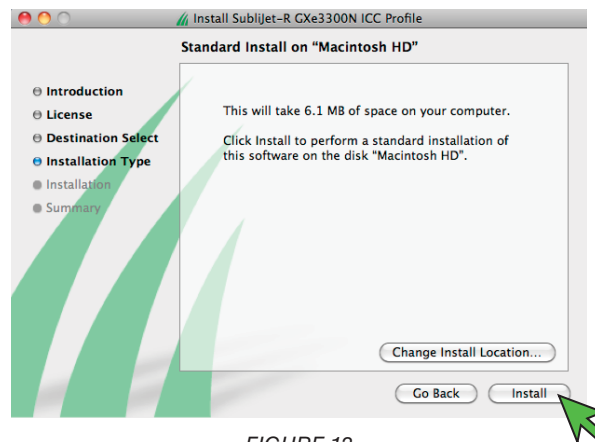 Install SubliJet-R GXe3300N ICC Profile
Standard Install on “Macintosh HD”
Introduction
License
Destination Select
Installation Type
Installation
Summary
This will take 6.1 MB of space on your computer.
Click Install to perform a standard installation of
this software on the disk "Macintosh HD".
Change Install Location...
Go Back
Install